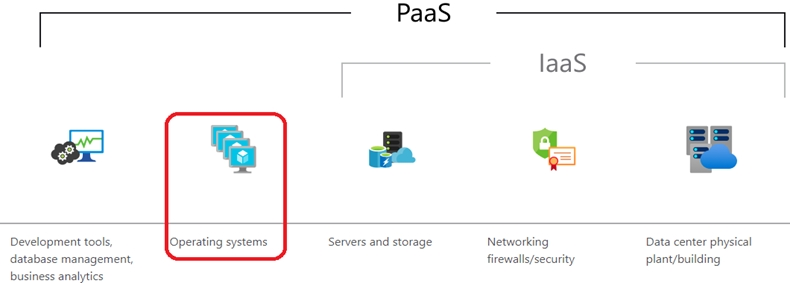 PaaS
IaaS
Development tools,
database management,
business analytics
Operating systems
Servers and storage
Networking
firewalls/security
Data center physical
plant/building